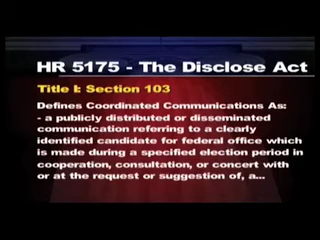 HR 5175 - The Disclose Act
Title I: Section 103
Defines Coordinated Communications As:
- a publicly distributed or disseminated
communication referring to a clearly
identified candidate for federal office which
is made during a specified election period in
cooperation, consultation, or concert with
or at the request or suggestion of, a...